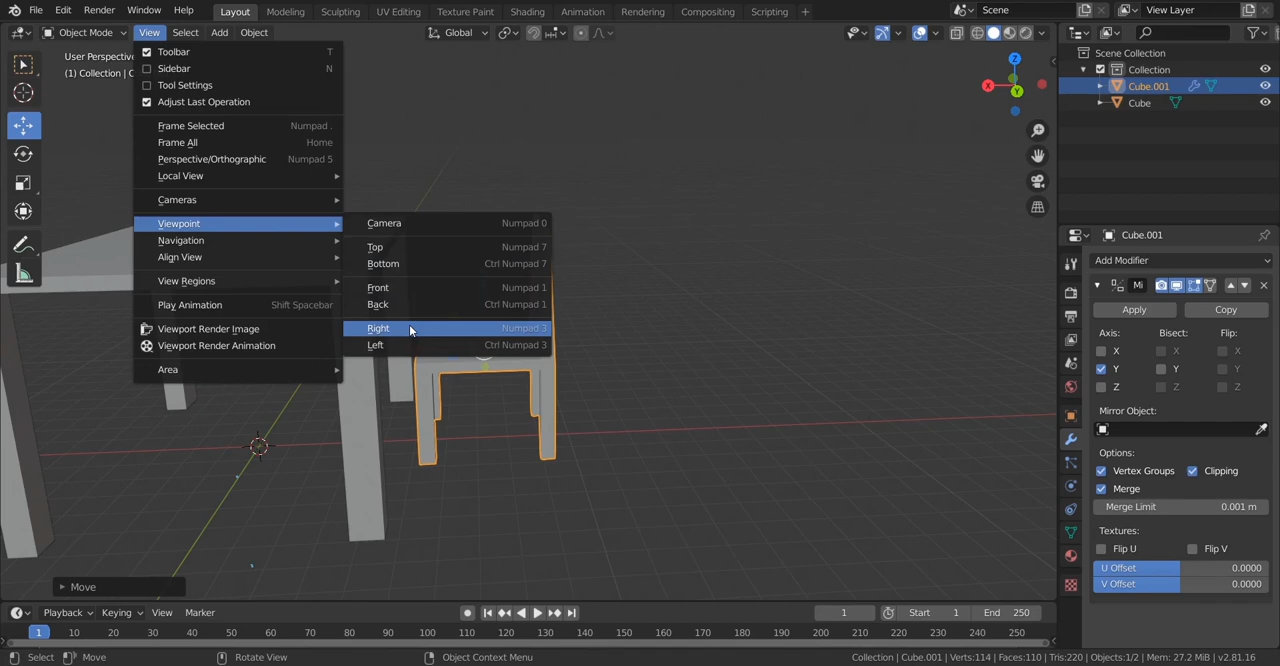 File Edit Render Window Help Layout Modeling Sculpting UV Editing Texture Paint Shading Animation Rendering Compositing Scripting + Scene View Layer
Object Mode View Select Add Object Global
User Perspective
(1) Collection | C
Toolbar T
Sidebar N
Tool Settings
Adjust Last Operation
Frame Selected Numpad .
Frame All Home
Perspective/Orthographic Numpad 5
Local View
Cameras
Viewpoint
Navigation
Align View
View Regions
Play Animation Shift Spacebar
Viewport Render Image
Viewport Render Animation
Area
Camera Numpad 0
Top Numpad 7
Bottom Ctrl Numpad 7
Front Numpad 1
Back Ctrl Numpad 1
Right Numpad 3
Left Ctrl Numpad 3
Z
X
Y
Move
Scene Collection
Collection
Cube.001
Cube
Cube.001
Add Modifier
Mi
Apply Copy
Axis: Bisect: Flip:
X X X
Y Y Y
Z Z Z
Mirror Object:
Options:
Vertex Groups Clipping
Merge
Merge Limit 0.001 m
Textures:
Flip U Flip V
U Offset 0.0000
V Offset 0.0000
Playback Keying View Marker 1 Start 1 End 250
1 10 20 30 40 50 60 70 80 90 100 110 120 130 140 150 160 170 180 190 200 210 220 230 240 250
Select Move Rotate View Object Context Menu Collection | Cube.001 | Verts:114 | Faces:110 | Tris:220 | Objects:1/2 | Mem: 27.2 MiB | v2.81.16